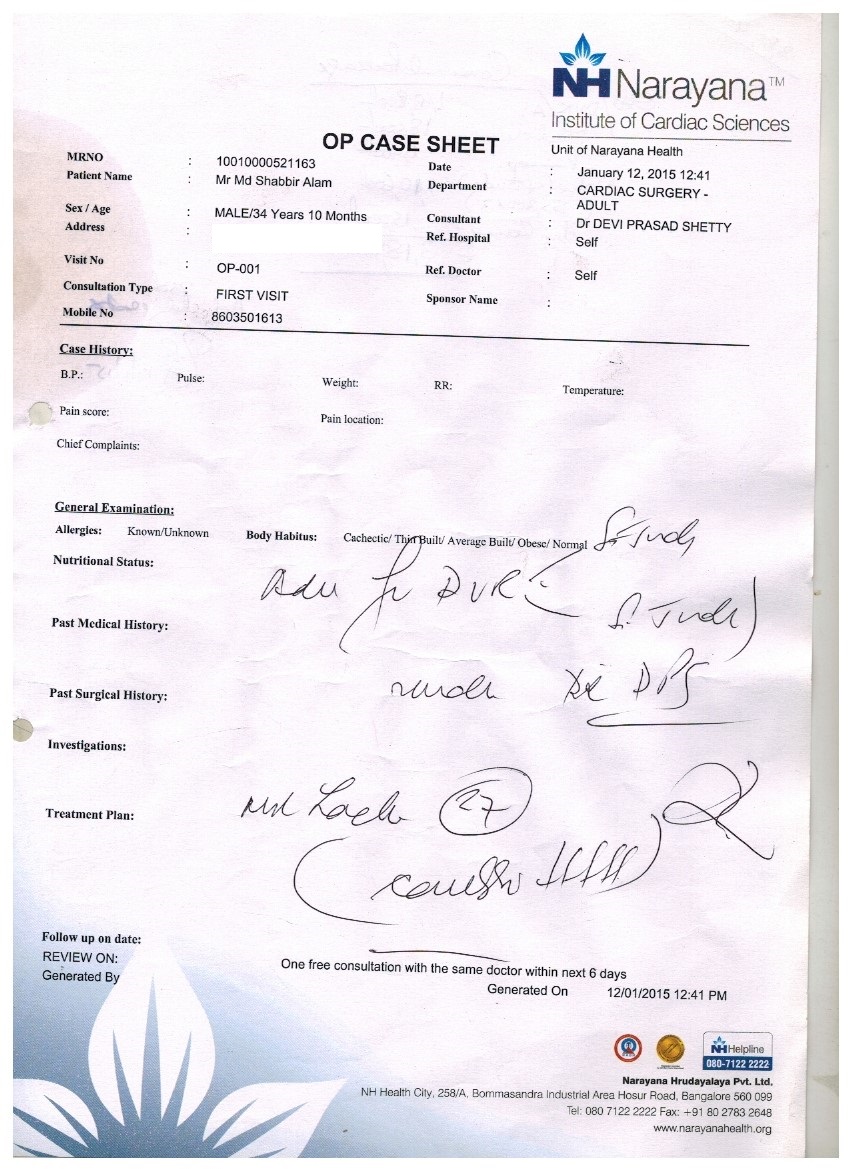 NH Narayana™
Institute of Cardiac Sciences
Unit of Narayana Health
OP CASE SHEET
MRNO : 10010000521163
Patient Name : Mr Md Shabbir Alam
Sex / Age : MALE/34 Years 10 Months
Address :
Visit No : OP-001
Consultation Type : FIRST VISIT
Mobile No : 8603501613
Date : January 12, 2015 12:41
Department : CARDIAC SURGERY -
ADULT
Consultant : Dr DEVI PRASAD SHETTY
Ref. Hospital : Self
Ref. Doctor : Self
Sponsor Name :
Case History:
B.P.: Pulse: Weight: RR: Temperature:
Pain score: Pain location:
Chief Complaints:
General Examination:
Allergies: Known/Unknown Body Habitus: Cachectic/ Thin Built/ Average Built/ Obese/ Normal St. Jude
Nutritional Status:
Adv for DVR
St. Jude)
Past Medical History:
Past Surgical History:
under DPS
Investigations:
Treatment Plan:
27
Follow up on date:
REVIEW ON:
Generated By
One free consultation with the same doctor within next 6 days
Generated On 12/01/2015 12:41 PM
NH Helpline
080-7122 2222
Narayana Hrudayalaya Pvt. Ltd.
NH Health City, 258/A, Bommasandra Industrial Area Hosur Road, Bangalore 560 099
Tel: 080 7122 2222 Fax: +91 80 2783 2648
www.narayanahealth.org